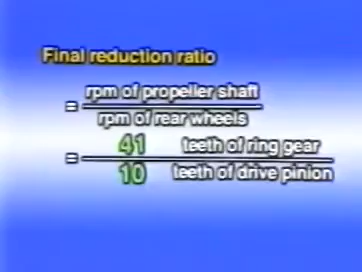 Final reduction ratio
= rpm of propeller shaft
rpm of rear wheels
= 41 teeth of ring gear
10 teeth of drive pinion